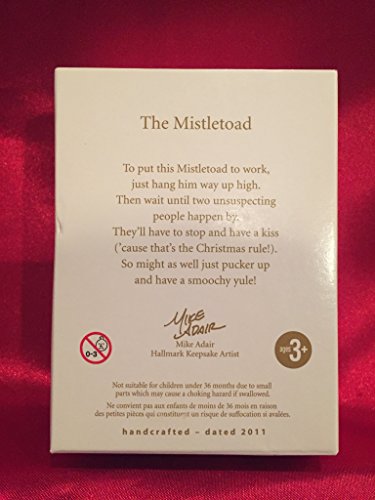 The Mistletoad
To put this Mistletoad to work,
just hang him way up high.
Then wait until two unsuspecting
people happen by.
They'll have to stop and have a kiss
('cause that's the Christmas rule!).
So might as well just pucker up
and have a smoochy yule!
MIKE
ADAIR
Mike Adair
Hallmark Keepsake Artist
0-3
ages 3+
Not suitable for children under 36 months due to small
parts which may cause a choking hazard if swallowed.
Ne convient pas aux enfants de moins de 36 mois en raison
des petites pièces qui constituent un risque de suffocation si avalées.
handcrafted – dated 2011